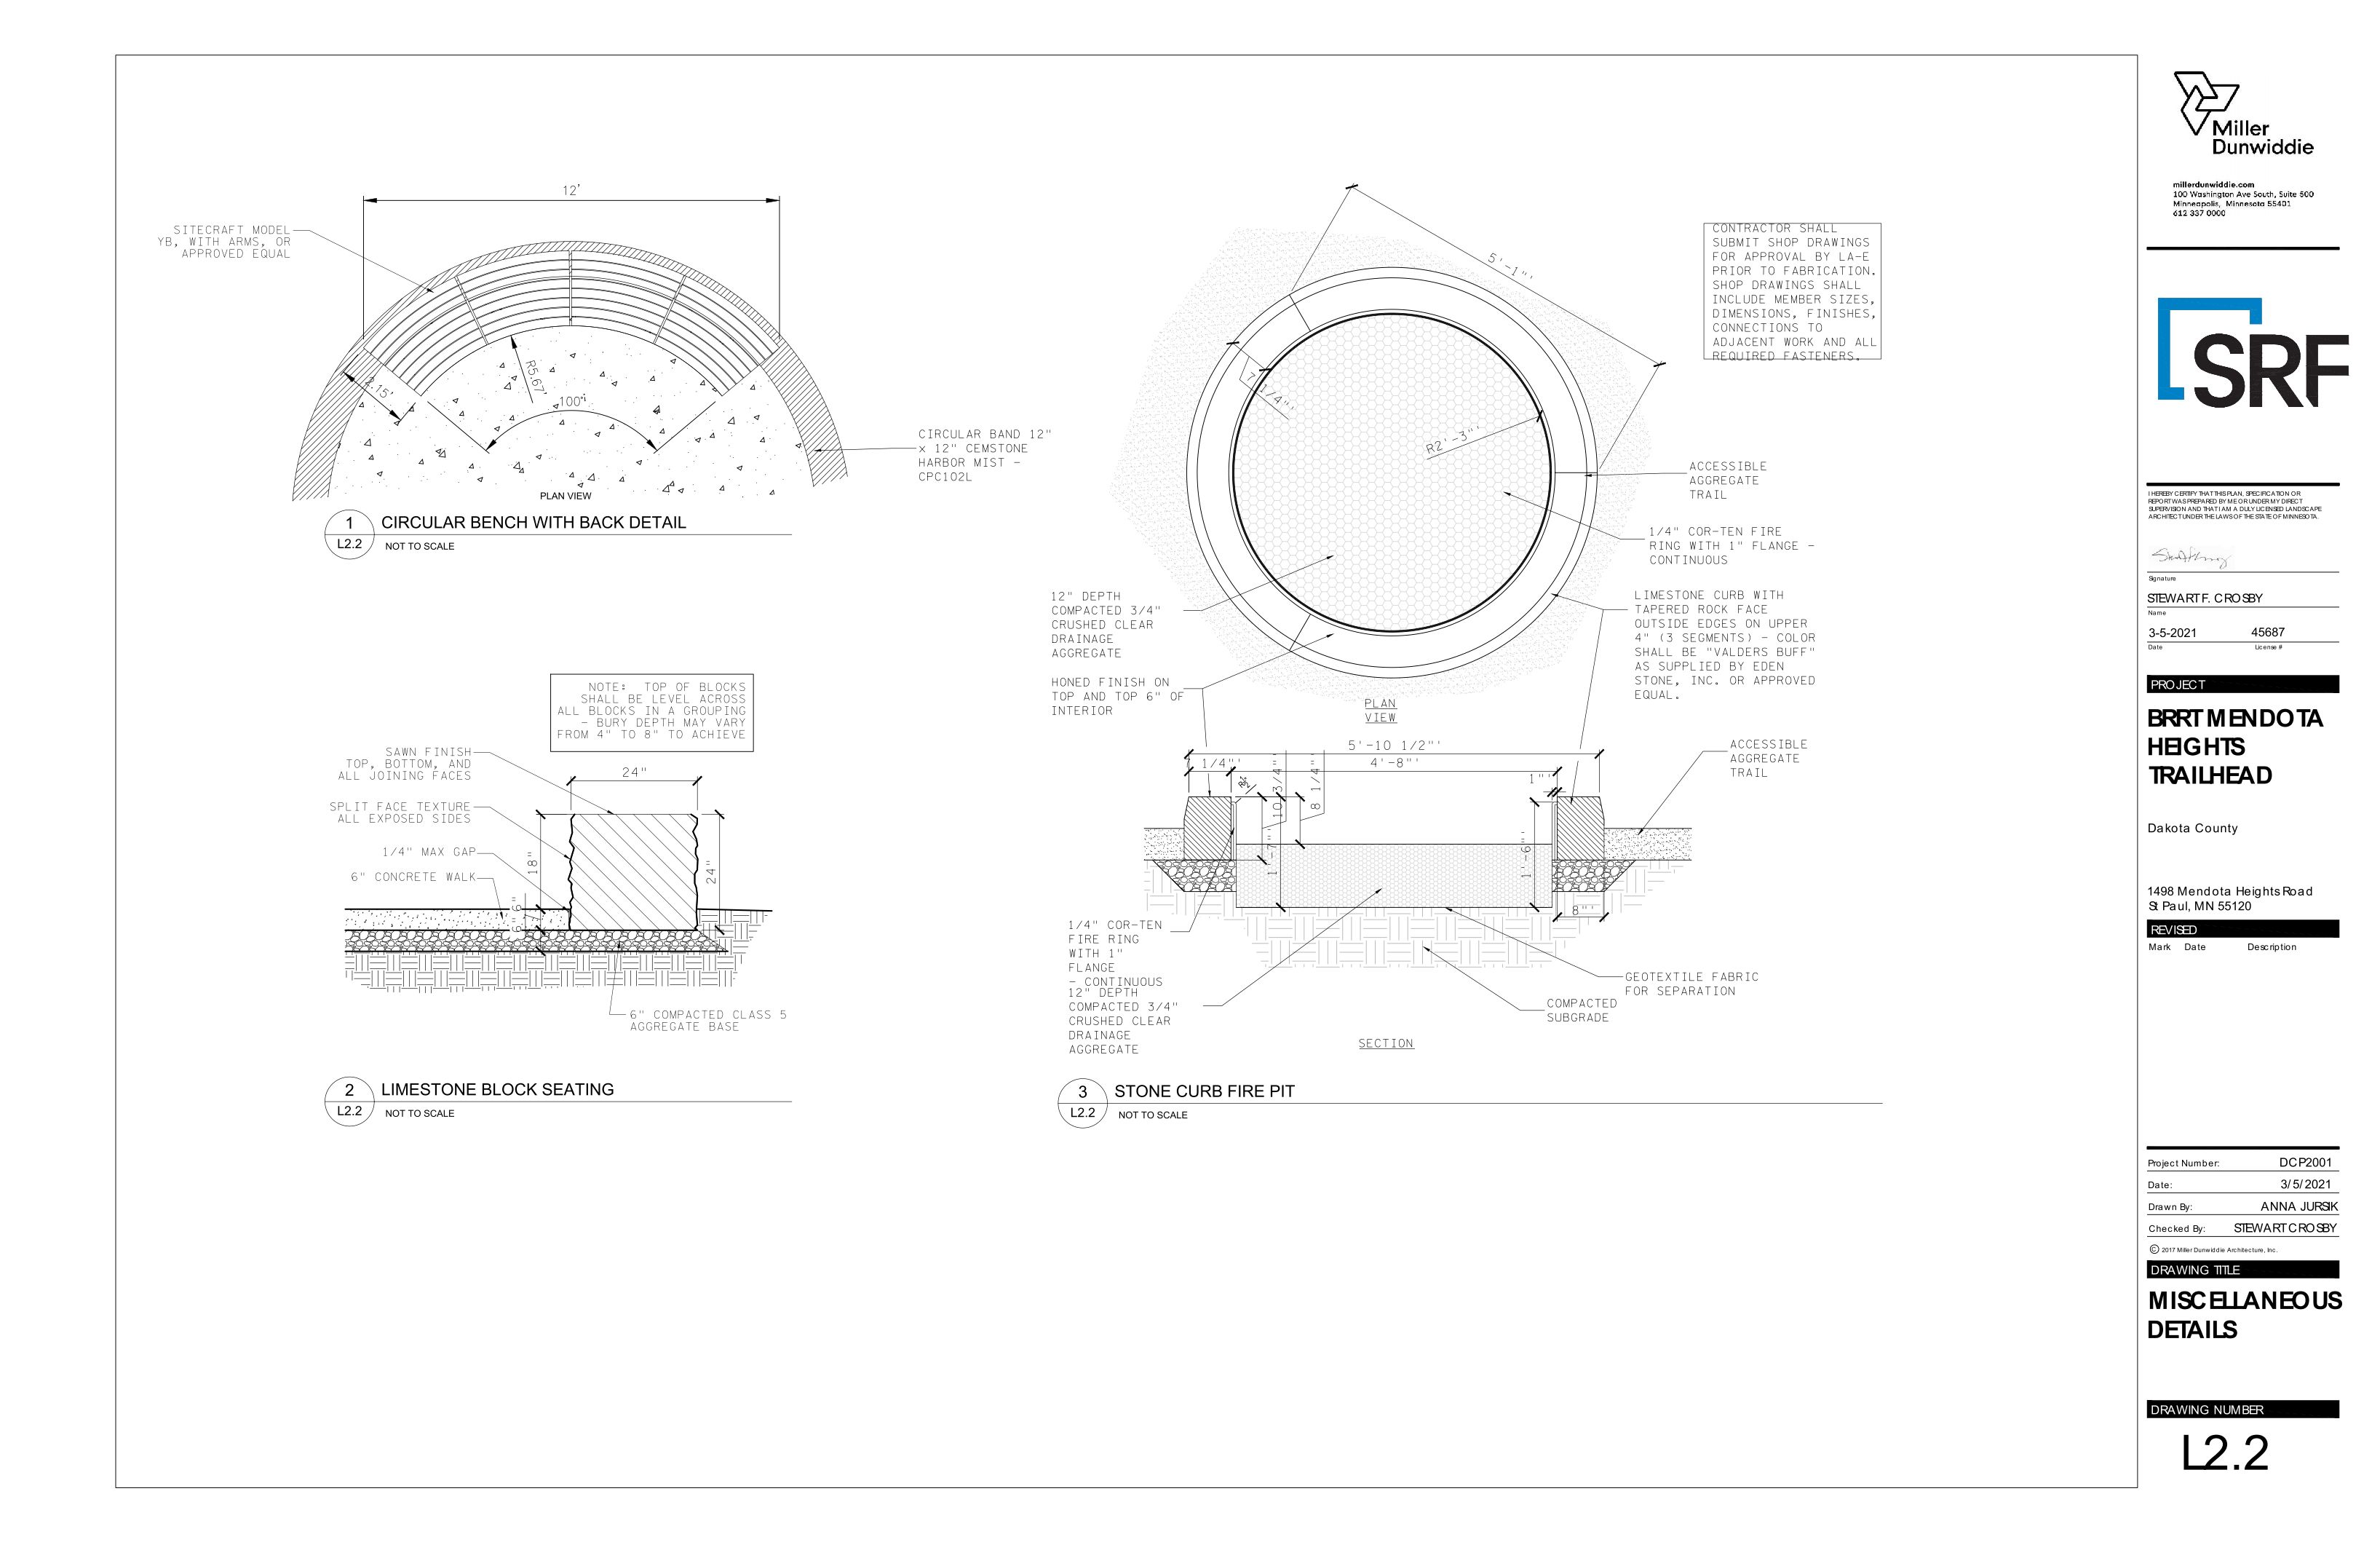 12'
SITECRAFT MODEL
YB, WITH ARMS, OR
APPROVED EQUAL
2.15'
R5.67'
100°
CIRCULAR BAND 12"
x 12" CEMSTONE
HARBOR MIST -
CPC102L
PLAN VIEW
1
L2.2
CIRCULAR BENCH WITH BACK DETAIL
NOT TO SCALE
NOTE: TOP OF BLOCKS
SHALL BE LEVEL ACROSS
ALL BLOCKS IN A GROUPING
- BURY DEPTH MAY VARY
FROM 4" TO 8" TO ACHIEVE
SAWN FINISH
TOP, BOTTOM, AND
ALL JOINING FACES
24"
SPLIT FACE TEXTURE
ALL EXPOSED SIDES
1/4" MAX GAP
6" CONCRETE WALK
18"
24"
6"
6"
6" COMPACTED CLASS 5
AGGREGATE BASE
2
L2.2
LIMESTONE BLOCK SEATING
NOT TO SCALE
5'-1"'
7 1/4"'
R2'-3"'
CONTRACTOR SHALL
SUBMIT SHOP DRAWINGS
FOR APPROVAL BY LA-E
PRIOR TO FABRICATION.
SHOP DRAWINGS SHALL
INCLUDE MEMBER SIZES,
DIMENSIONS, FINISHES,
CONNECTIONS TO
ADJACENT WORK AND ALL
REQUIRED FASTENERS.
ACCESSIBLE
AGGREGATE
TRAIL
1/4" COR-TEN FIRE
RING WITH 1" FLANGE -
CONTINUOUS
12" DEPTH
COMPACTED 3/4"
CRUSHED CLEAR
DRAINAGE
AGGREGATE
LIMESTONE CURB WITH
TAPERED ROCK FACE
OUTSIDE EDGES ON UPPER
4" (3 SEGMENTS) - COLOR
SHALL BE "VALDERS BUFF"
AS SUPPLIED BY EDEN
STONE, INC. OR APPROVED
EQUAL.
HONED FINISH ON
TOP AND TOP 6" OF
INTERIOR
PLAN
VIEW
5'-10 1/2"'
1/4"'
4'-8"'
1"'
10 3/4"
8 1/4"
1'-7"'
1'-6"'
8"'
ACCESSIBLE
AGGREGATE
TRAIL
1/4" COR-TEN
FIRE RING
WITH 1"
FLANGE
- CONTINUOUS
12" DEPTH
COMPACTED 3/4"
CRUSHED CLEAR
DRAINAGE
AGGREGATE
GEOTEXTILE FABRIC
FOR SEPARATION
COMPACTED
SUBGRADE
SECTION
3
L2.2
STONE CURB FIRE PIT
NOT TO SCALE
Miller
Dunwiddie
millerdunwiddie.com
100 Washington Ave South, Suite 500
Minneapolis, Minnesota 55401
612 337 0000
SRF
I HEREBY CERTIFY THAT THIS PLAN, SPECIFICATION OR
REPORT WAS PREPARED BY ME OR UNDER MY DIRECT
SUPERVISION AND THAT I AM A DULY LICENSED LANDSCAPE
ARCHITECT UNDER THE LAWS OF THE STATE OF MINNESOTA.
Signature
STEWART F. CROSBY
Name
3-5-2021 45687
Date License #
PROJECT
BRRT MENDOTA
HEIGHTS
TRAILHEAD
Dakota County
1498 Mendota Heights Road
St Paul, MN 55120
REVISED
Mark Date Description
Project Number: DCP2001
Date: 3/5/2021
Drawn By: ANNA JURSIK
Checked By: STEWART CROSBY
© 2017 Miller Dunwiddie Architecture, Inc.
DRAWING TITLE
MISCELLANEOUS
DETAILS
DRAWING NUMBER
L2.2